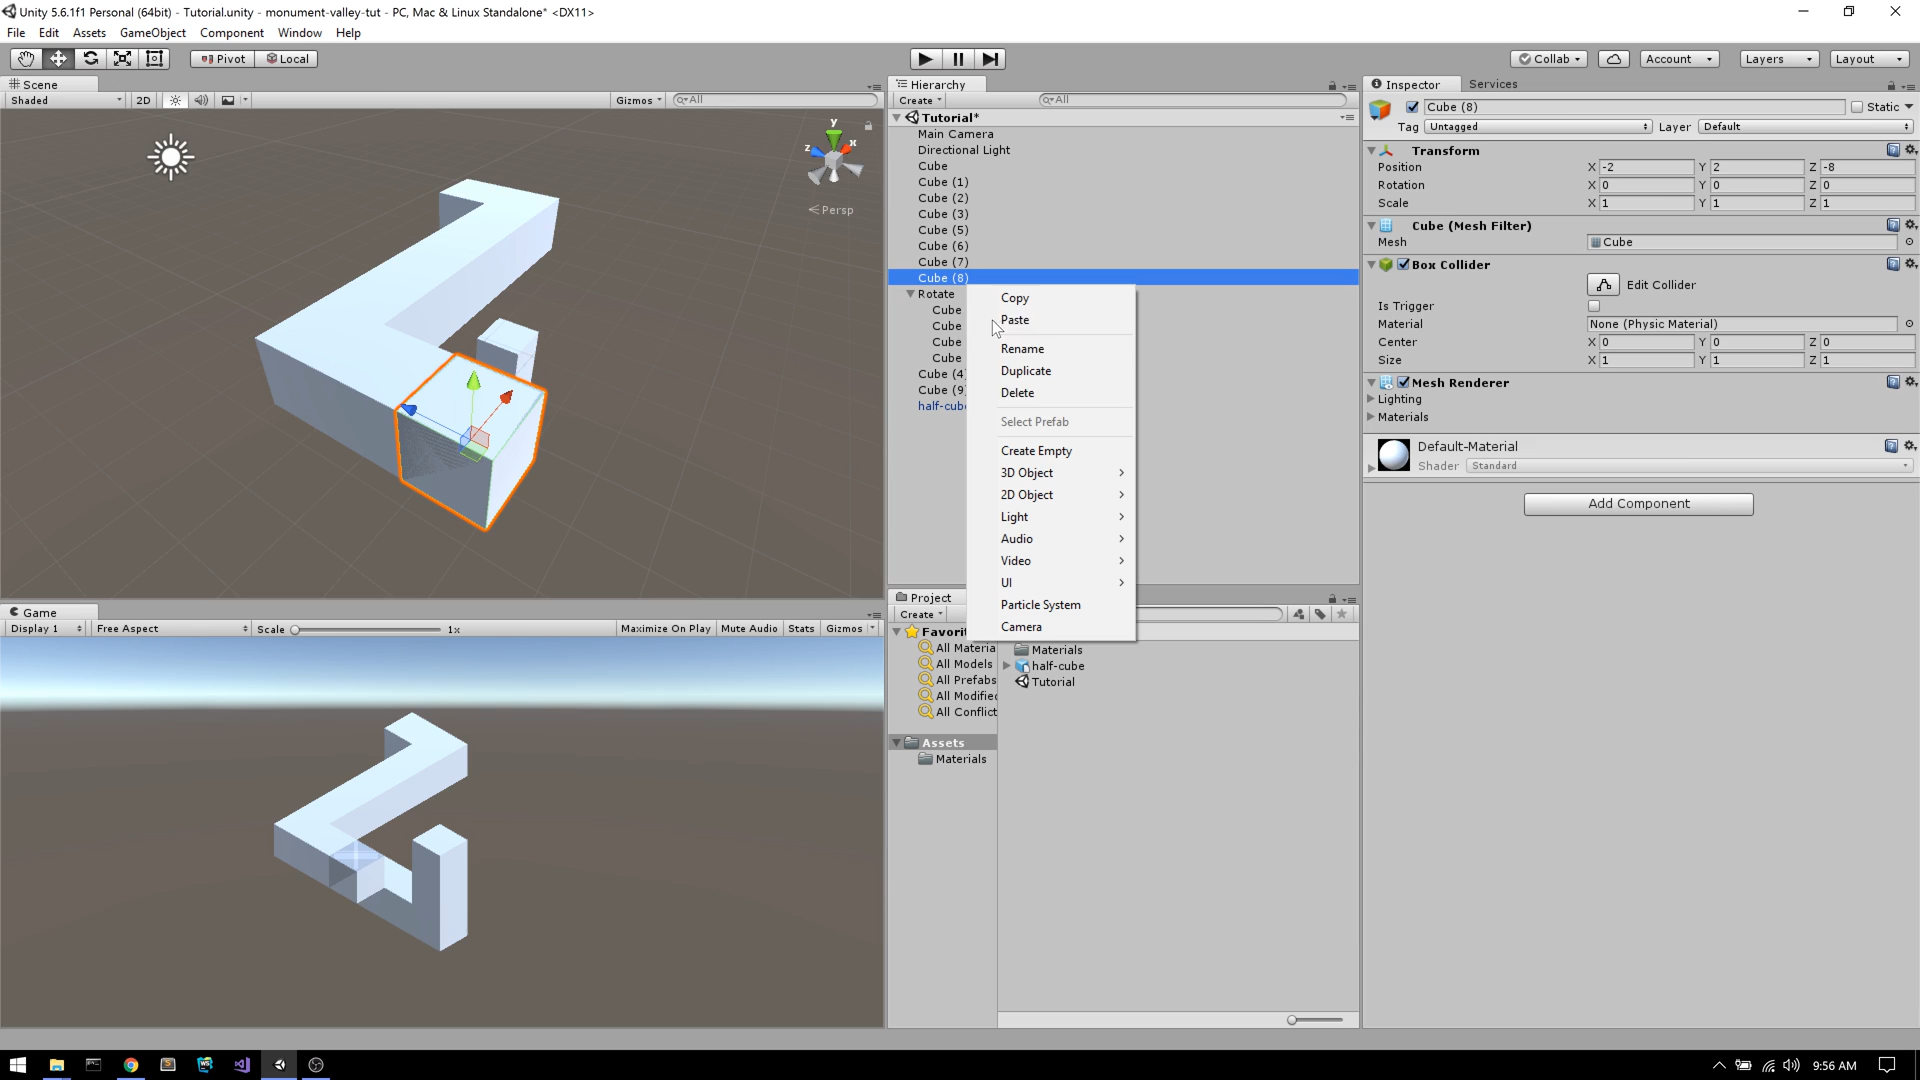 Unity 5.6.1f1 Personal (64bit) - Tutorial.unity - monument-valley-tut - PC, Mac & Linux Standalone* <DX11>
File Edit Assets GameObject Component Window Help
Pivot Local
Collab Account Layers Layout
Scene
Shaded 2D Gizmos All
y
z x
Persp
Hierarchy
Create All
Tutorial*
Main Camera
Directional Light
Cube
Cube (1)
Cube (2)
Cube (3)
Cube (5)
Cube (6)
Cube (7)
Cube (8)
Rotate
Cube
Cube
Cube
Cube
Cube (4)
Cube (9)
half-cube
Copy
Paste
Rename
Duplicate
Delete
Select Prefab
Create Empty
3D Object
2D Object
Light
Audio
Video
UI
Particle System
Camera
Game
Display 1 Free Aspect Scale 1x Maximize On Play Mute Audio Stats Gizmos
Project
Create
Favorit
All Materia
All Models
All Prefabs
All Modified
All Conflict
Assets
Materials
Materials
half-cube
Tutorial
Inspector Services
Cube (8) Static
Tag Untagged Layer Default
Transform
Position X -2 Y 2 Z -8
Rotation X 0 Y 0 Z 0
Scale X 1 Y 1 Z 1
Cube (Mesh Filter)
Mesh Cube
Box Collider
Edit Collider
Is Trigger
Material None (Physic Material)
Center X 0 Y 0 Z 0
Size X 1 Y 1 Z 1
Mesh Renderer
Lighting
Materials
Default-Material
Shader Standard
Add Component
9:56 AM